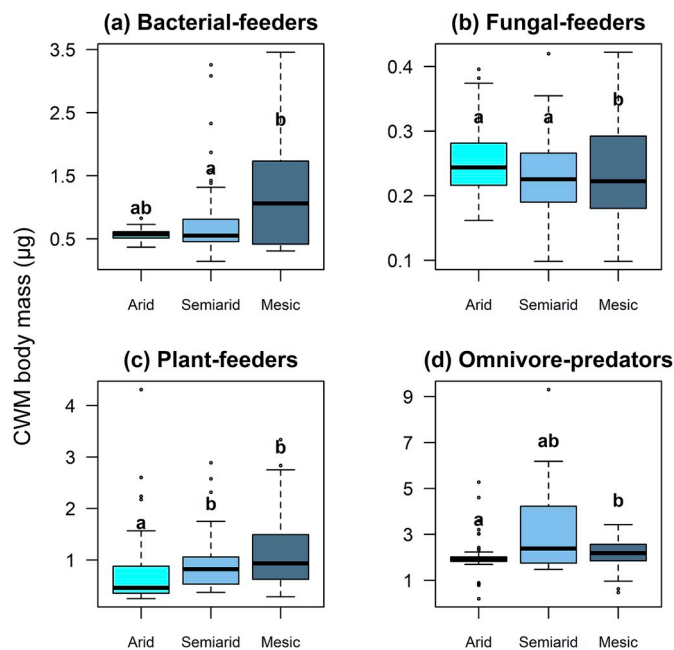 (a) Bacterial-feeders
(b) Fungal-feeders
3.5
2.5
1.5
0.5
ab
a
b
Arid
Semiarid
Mesic
0.4
0.3
0.2
0.1
a
a
b
Arid
Semiarid
Mesic
CWM body mass (µg)
(c) Plant-feeders
(d) Omnivore-predators
4
3
2
1
a
b
b
Arid
Semiarid
Mesic
9
7
5
3
1
a
ab
b
Arid
Semiarid
Mesic